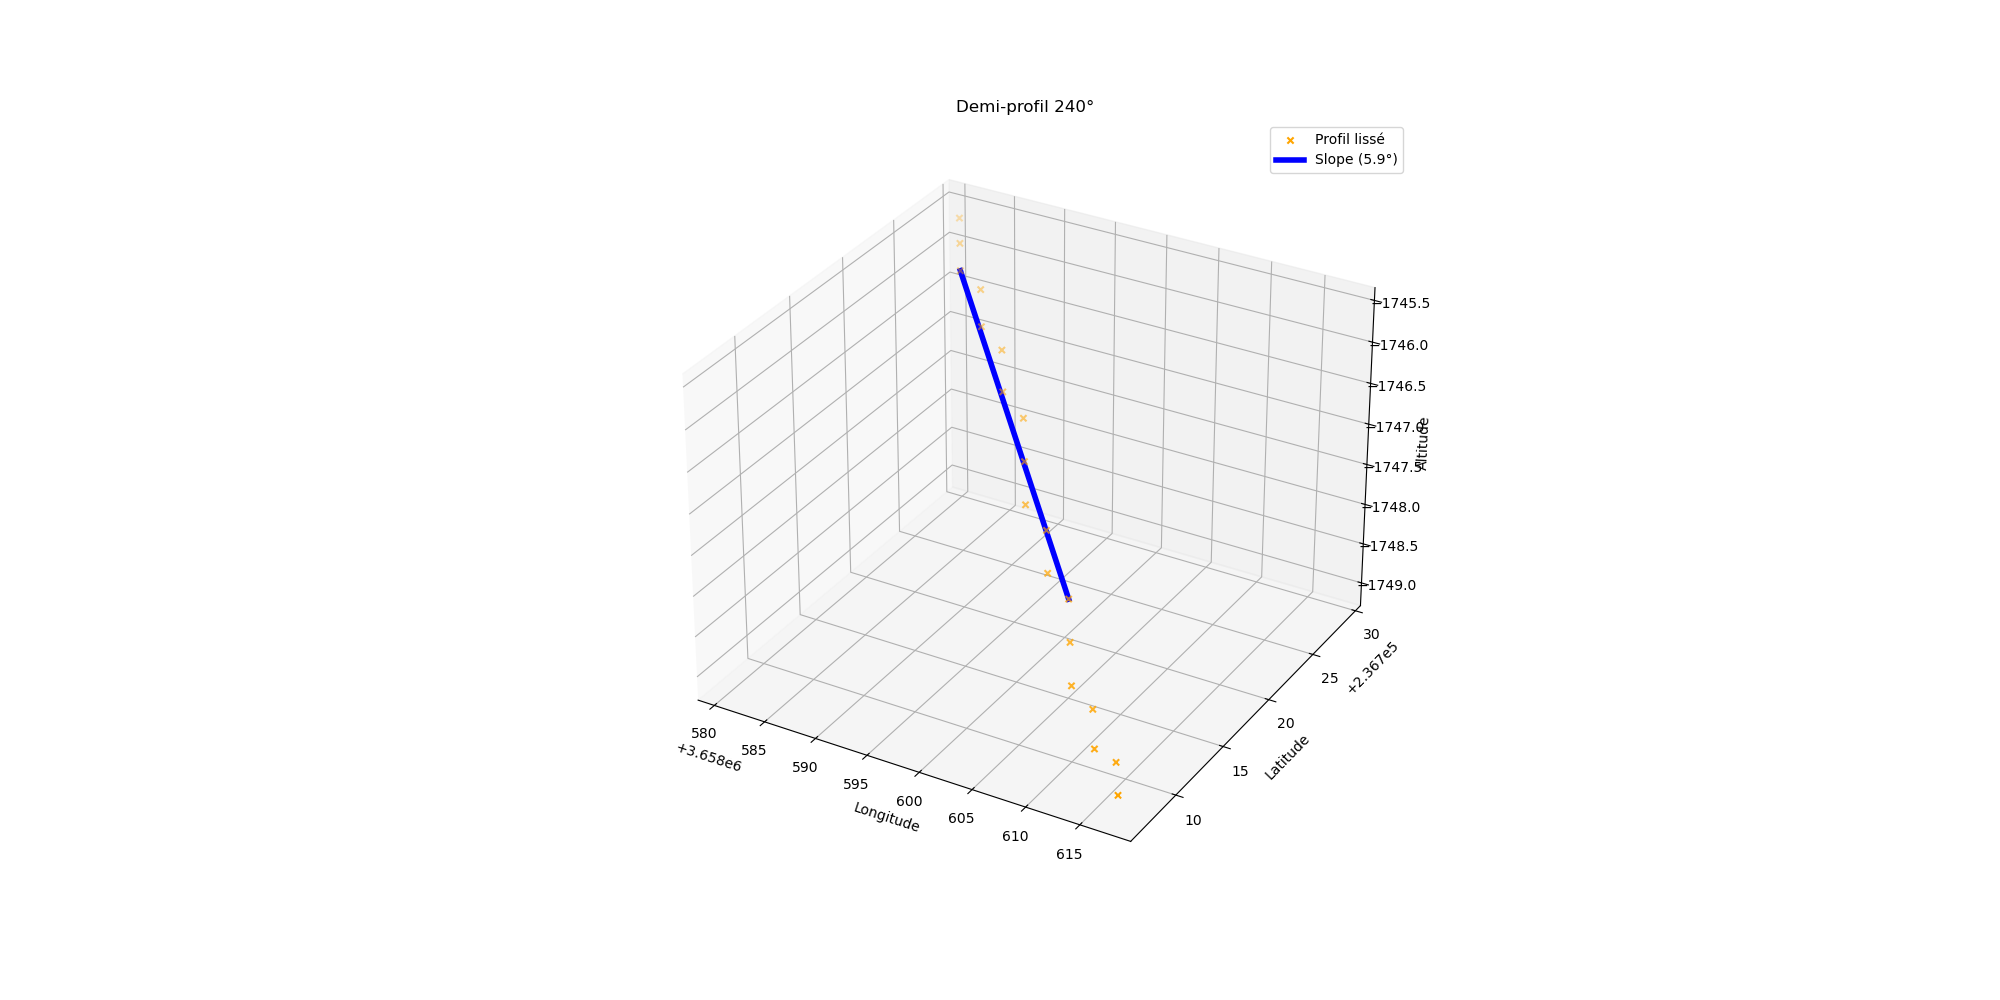 Demi-profil 240°
Profil lissé
Slope (5.9°)
−1745.5
−1746.0
−1746.5
−1747.0
−1747.5
−1748.0
−1748.5
−1749.0
Altitude
30
25
20
15
10
+2.367e5
Latitude
580
585
590
595
600
605
610
615
+3.658e6
Longitude